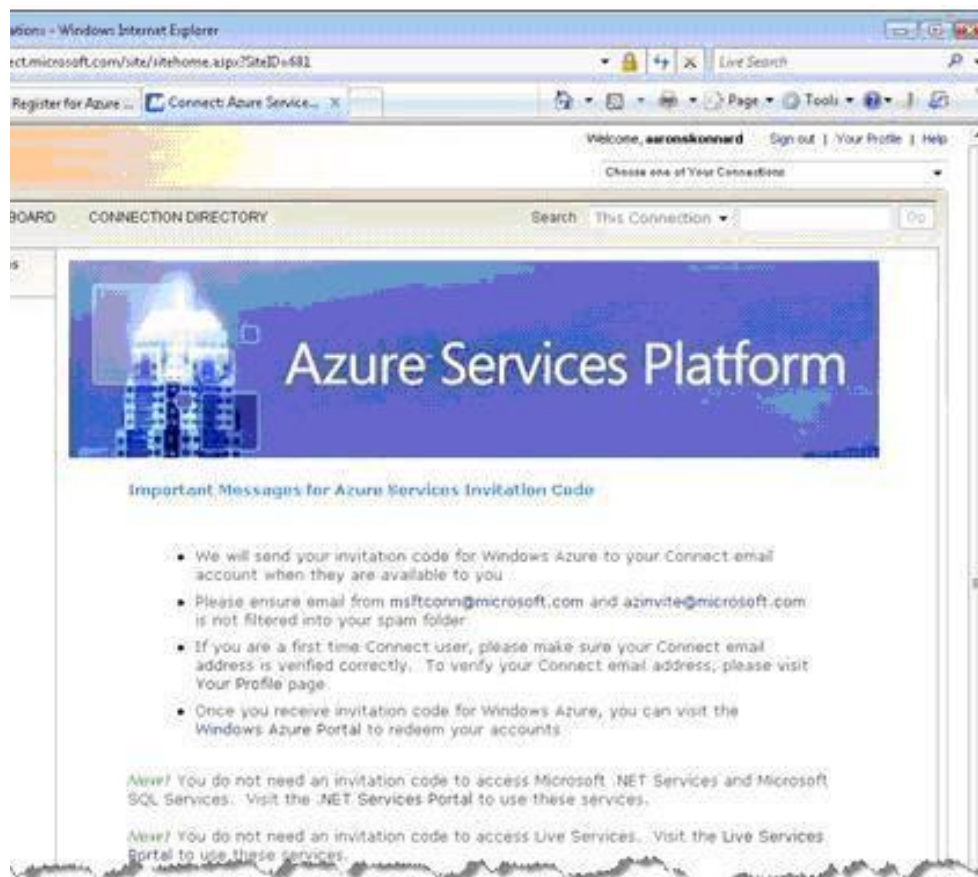 ations - Windows Internet Explorer
ect.microsoft.com/site/sitehome.aspx?SiteID=681
Live Search
Register for Azure ...
Connect: Azure Service...
Page
Tools
Welcome, aaronskonnard Sign out | Your Profile | Help
Choose one of Your Connections
BOARD CONNECTION DIRECTORY Search This Connection Go
s
Azure Services Platform
Important Messages for Azure Services Invitation Code
• We will send your invitation code for Windows Azure to your Connect email
account when they are available to you
• Please ensure email from msftconn@microsoft.com and azinvite@microsoft.com
is not filtered into your spam folder
• If you are a first time Connect user, please make sure your Connect email
address is verified correctly. To verify your Connect email address, please visit
Your Profile page
• Once you receive invitation code for Windows Azure, you can visit the
Windows Azure Portal to redeem your accounts
New! You do not need an invitation code to access Microsoft .NET Services and Microsoft
SQL Services. Visit the .NET Services Portal to use these services.
New! You do not need an invitation code to access Live Services. Visit the Live Services
Portal to use these services.